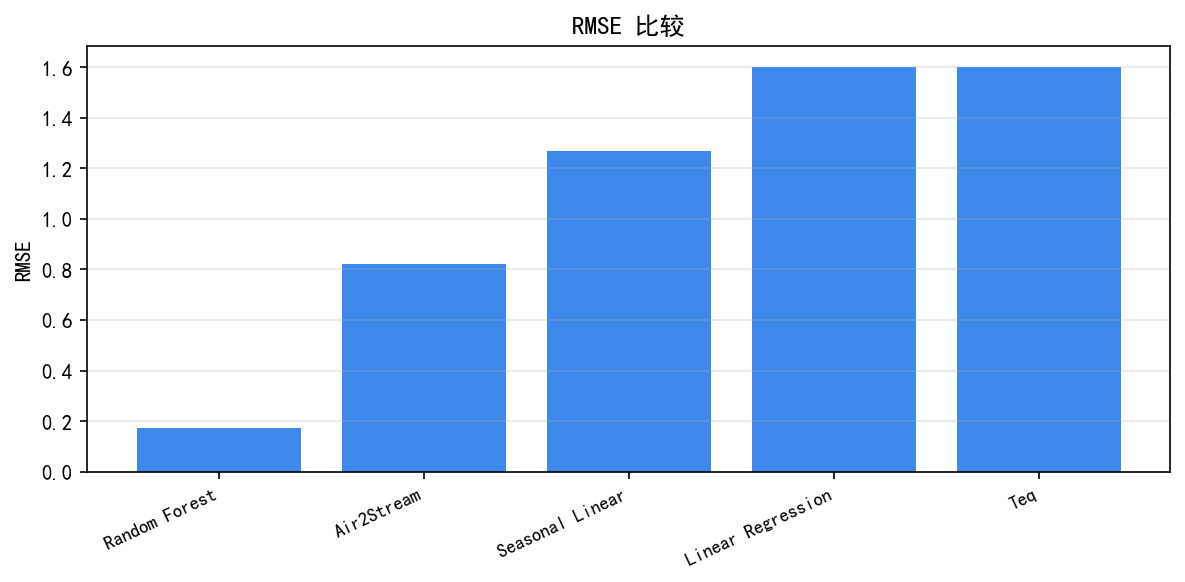 RMSE 比较
RMSE
1.6
1.4
1.2
1.0
0.8
0.6
0.4
0.2
0.0
Random Forest
Air2Stream
Seasonal Linear
Linear Regression
Teq